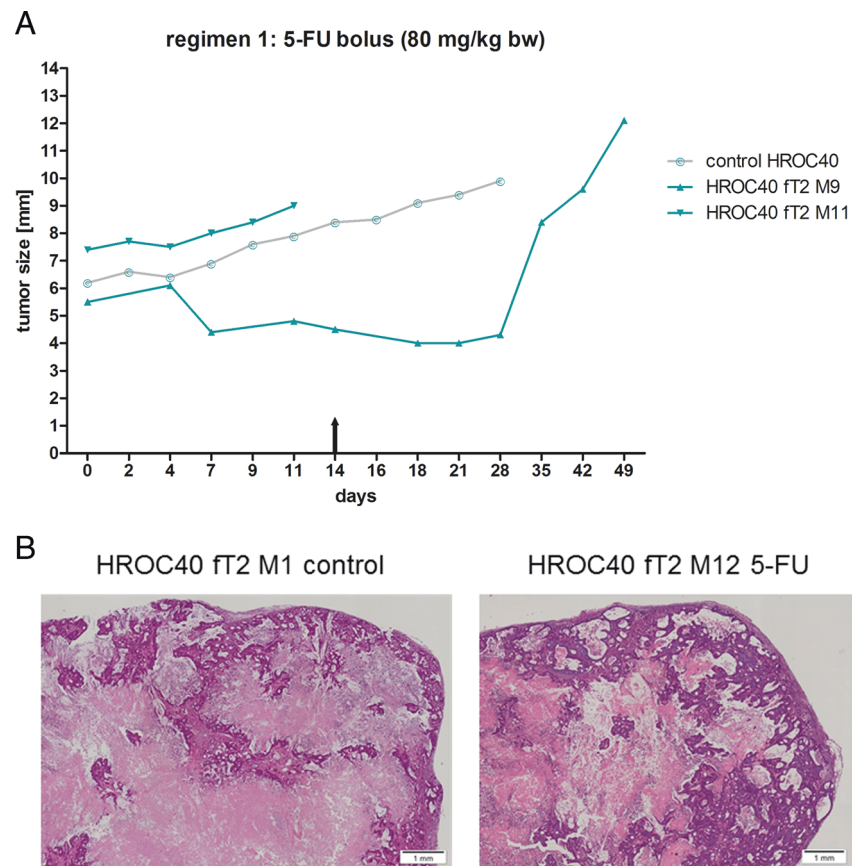 A
regimen 1: 5-FU bolus (80 mg/kg bw)
14
13
12
11
10
9
8
7
6
5
4
3
2
1
0
tumor size [mm]
0 2 4 7 9 11 14 16 18 21 28 35 42 49
days
control HROC40
HROC40 fT2 M9
HROC40 fT2 M11
B
HROC40 fT2 M1 control
HROC40 fT2 M12 5-FU
1 mm
1 mm